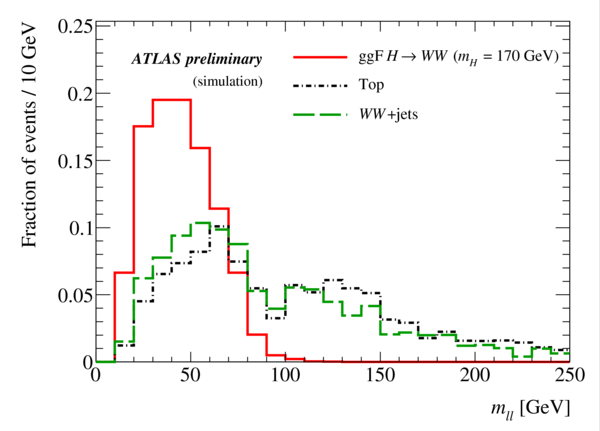 0.25
ATLAS preliminary
(simulation)
ggF H → WW (m_H = 170 GeV)
Top
WW+jets
0.2
0.15
0.1
0.05
0
Fraction of events / 10 GeV
0 50 100 150 200 250
m_ll [GeV]